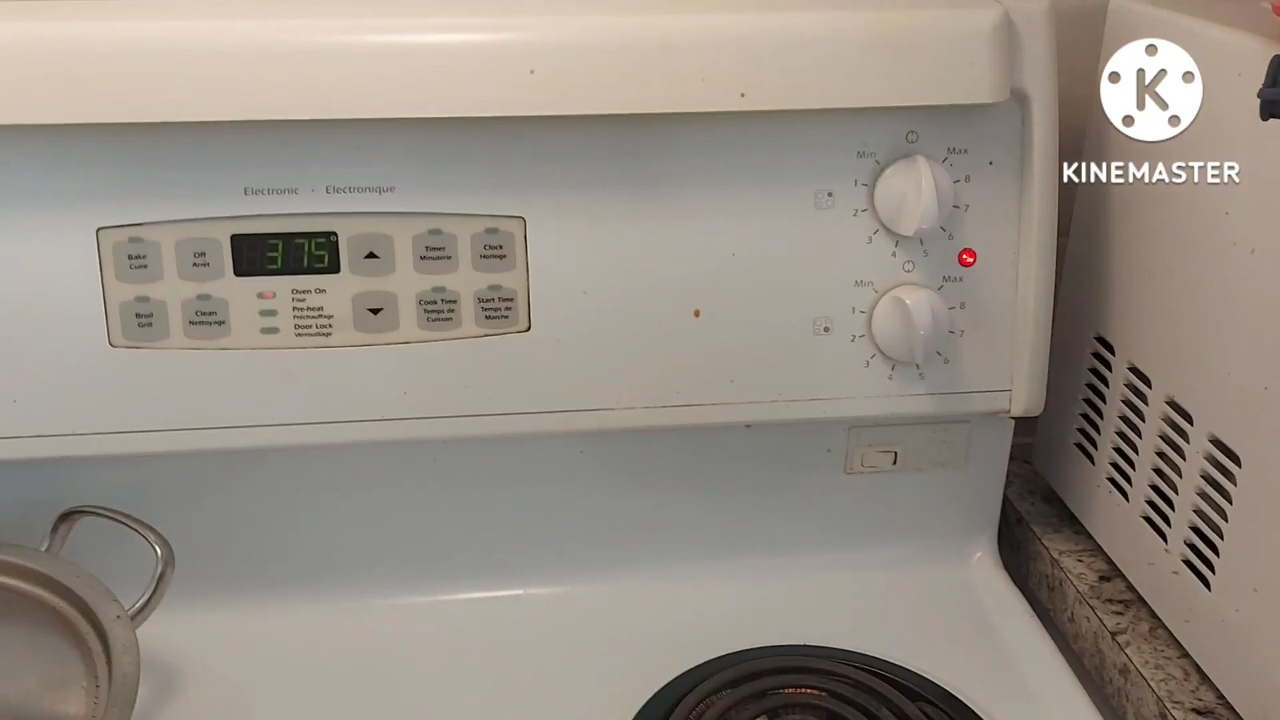 K
KINEMASTER
Electronic · Electronique
Bake
Cuire
Off
Arrêt
375°
Timer
Minuterie
Clock
Horloge
Broil
Gril
Clean
Nettoyage
Oven On
Four
Pre-heat
Préchauffage
Door Lock
Verrouillage
Cook Time
Temps de
Cuisson
Start Time
Temps de
Marche
Min
Max
1
2
3
4
5
6
7
8
Min
Max
1
2
3
4
5
6
7
8